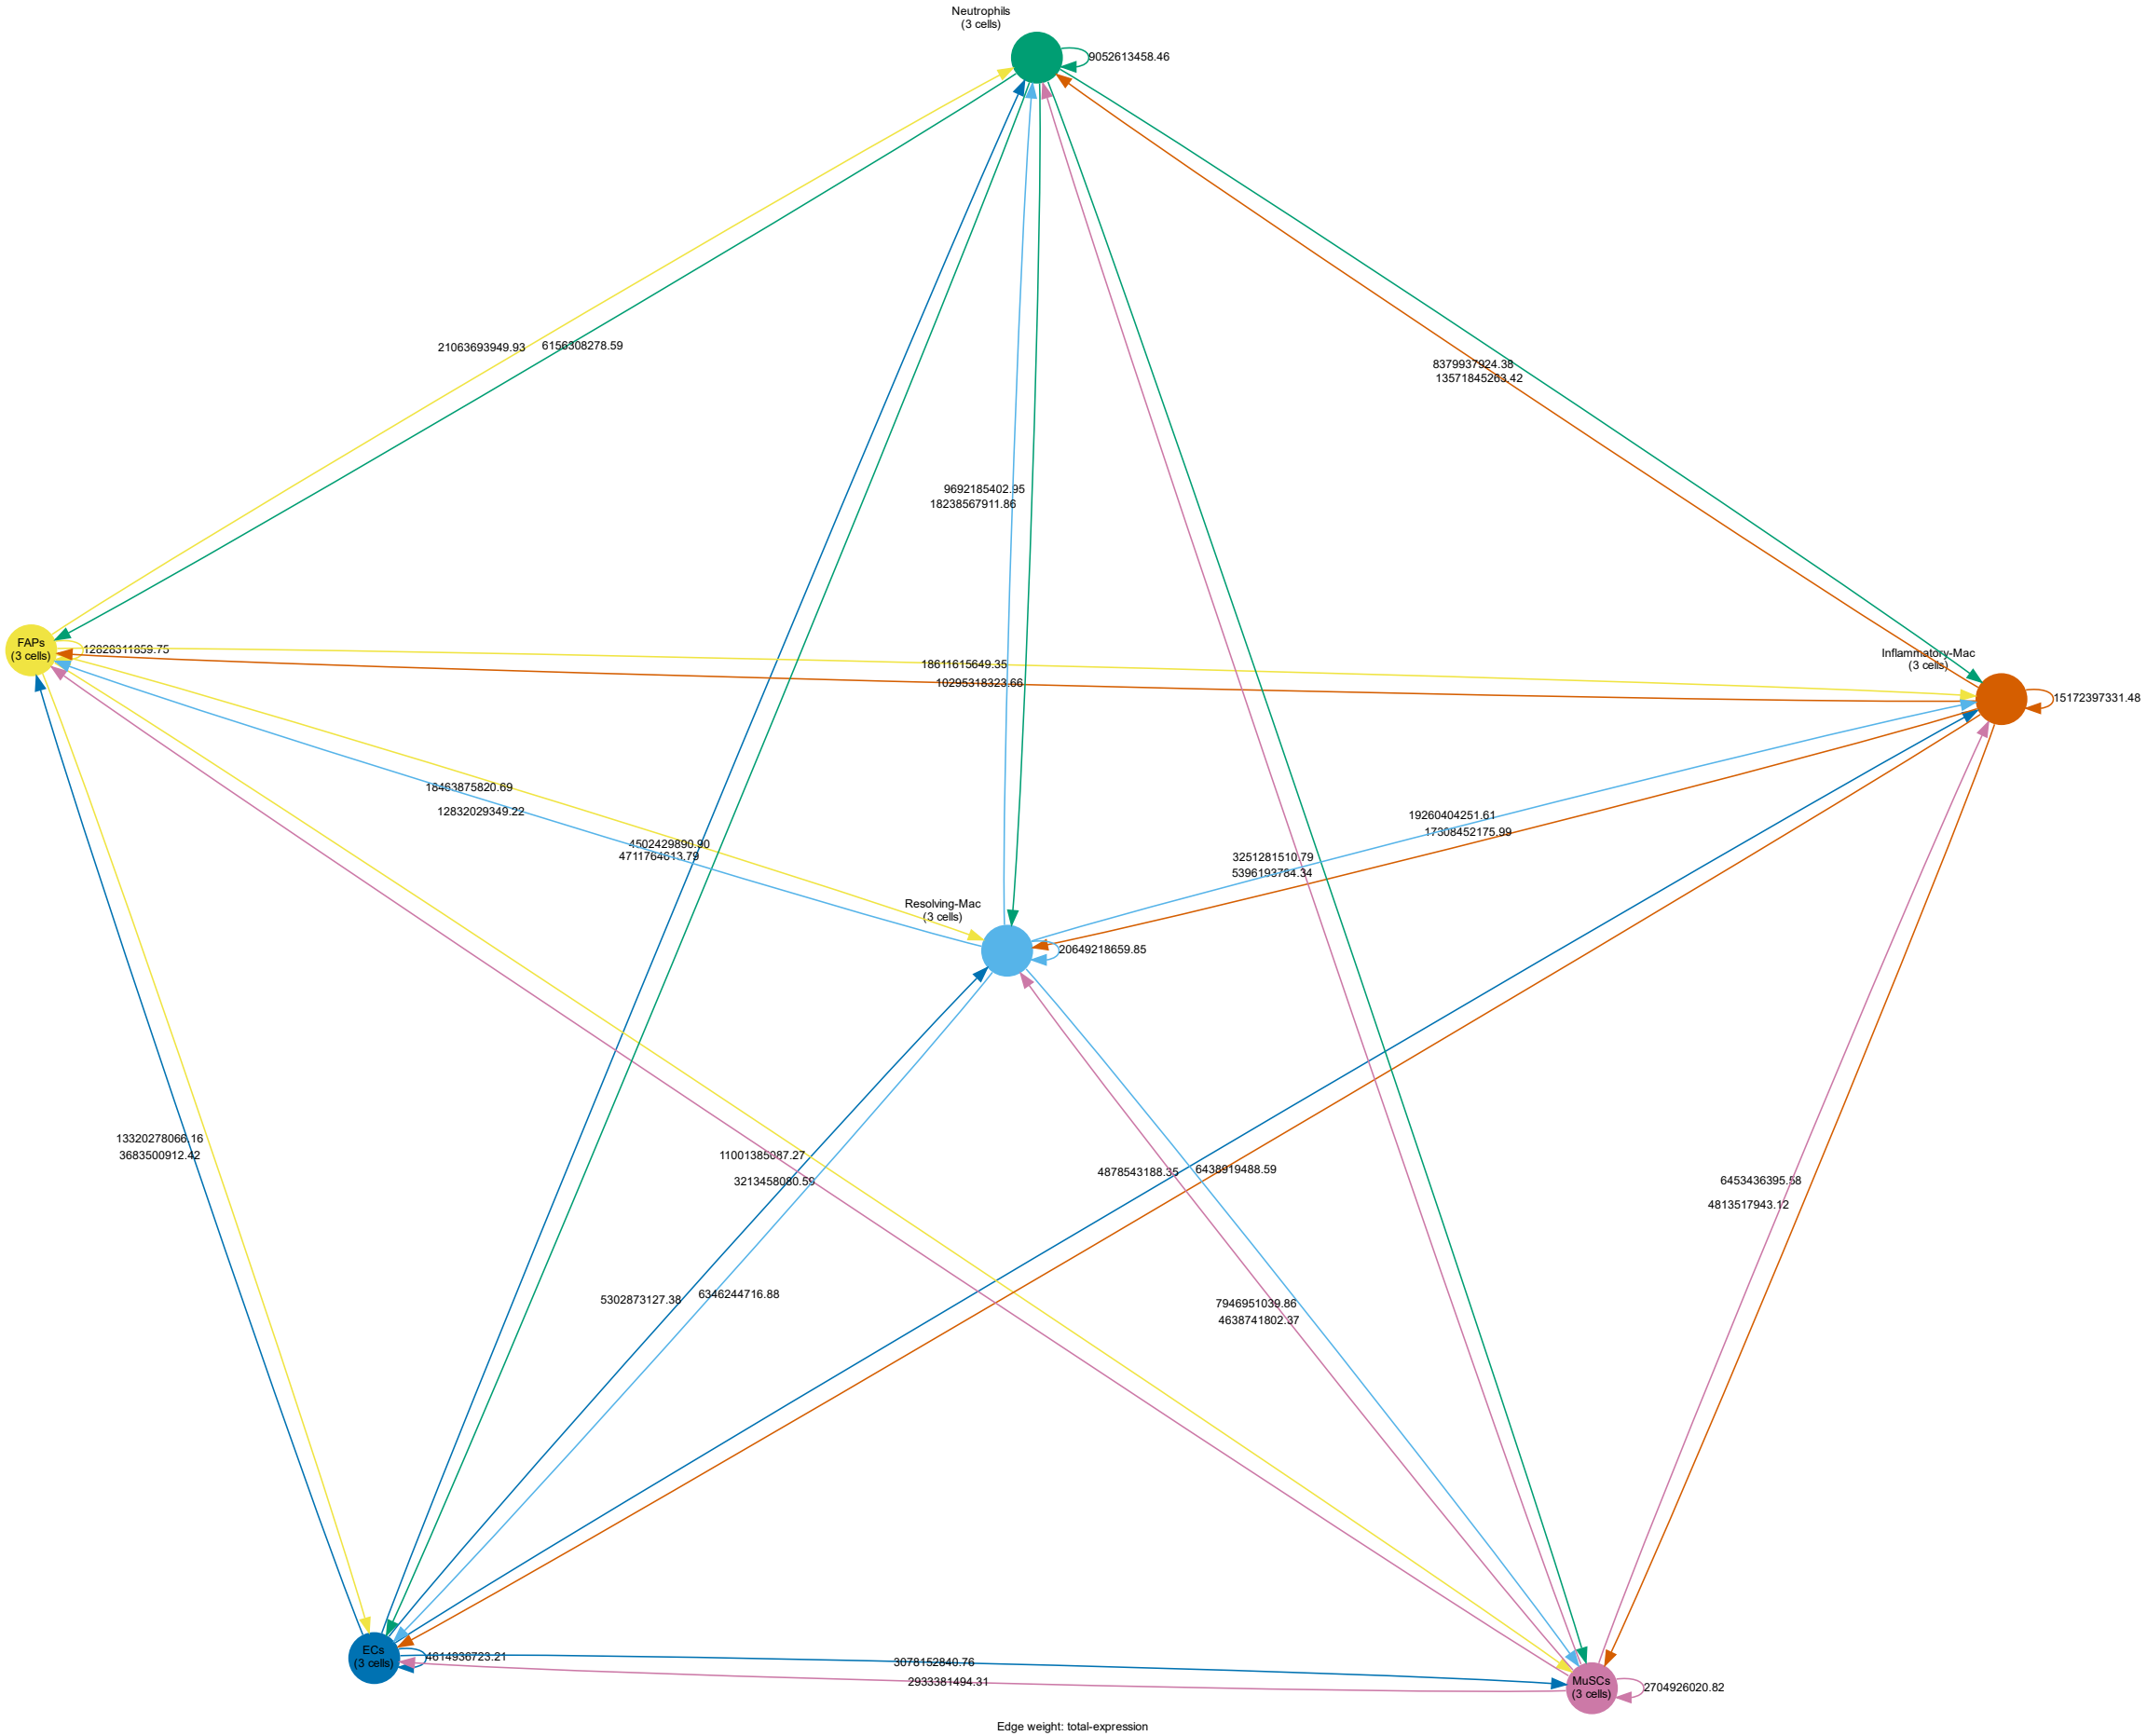 Neutrophils
(3 cells)
9052613458.46
21063693949.93
6156308278.59
8379937924.38
13571845263.42
9692185402.95
18238567911.86
FAPs
(3 cells)
12828311859.75
18611615649.35
10295318323.66
Inflammatory-Mac
(3 cells)
15172397331.48
18463875820.69
12832029349.22
19260404251.61
17308452175.99
4502429890.90
4711764613.79
3251281510.79
5396193784.34
Resolving-Mac
(3 cells)
20649218659.85
13320278066.16
3683500912.42
11001385087.27
3213458080.59
4878543188.35
6438919488.59
6453436395.58
4813517943.12
5302873127.38
6346244716.88
7946951039.86
4638741802.37
ECs
(3 cells)
4614936723.21
3078152840.76
2933381494.31
MuSCs
(3 cells)
2704926020.82
Edge weight: total-expression